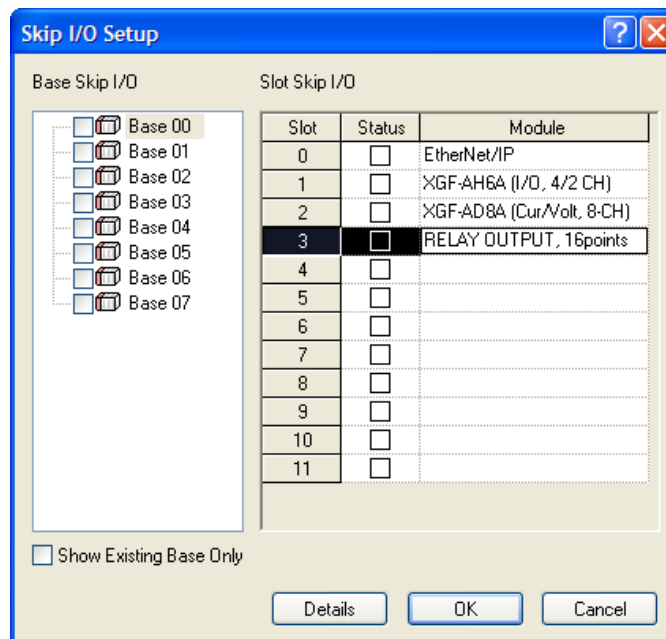 Skip I/O Setup
Base Skip I/O
Slot Skip I/O
Base 00
Base 01
Base 02
Base 03
Base 04
Base 05
Base 06
Base 07
Slot Status Module
0 EtherNet/IP
1 XGF-AH6A (I/O, 4/2 CH)
2 XGF-AD8A (Cur/Volt, 8-CH)
3 RELAY OUTPUT, 16points
4
5
6
7
8
9
10
11
Show Existing Base Only
Details OK Cancel